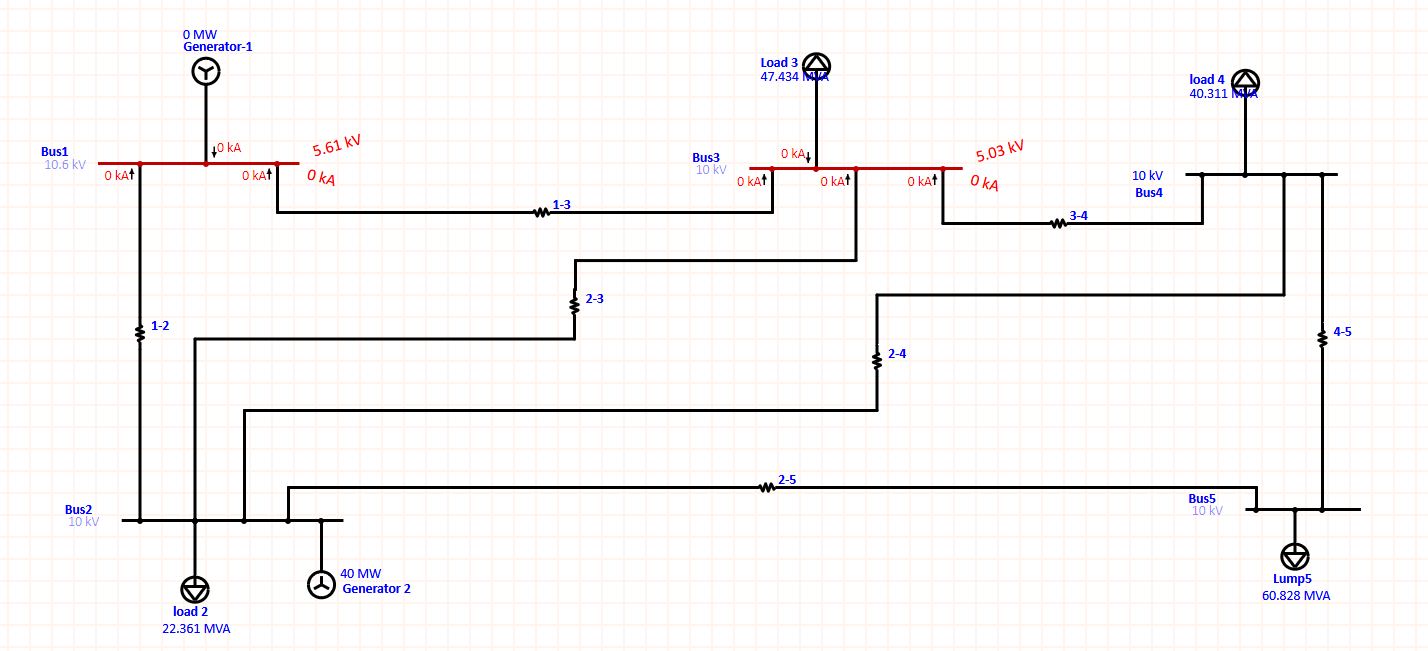 0 MW
Generator-1
Load 3
47.434 MVA
load 4
40.311 MVA
Bus1
10.6 kV
0 kA
5.61 kV
0 kA
0 kA
0 kA
Bus3
10 kV
0 kA
5.03 kV
0 kA
0 kA
0 kA
0 kA
10 kV
Bus4
1-3
3-4
2-3
1-2
4-5
2-4
2-5
Bus2
10 kV
Bus5
10 kV
40 MW
Generator 2
load 2
22.361 MVA
Lump5
60.828 MVA